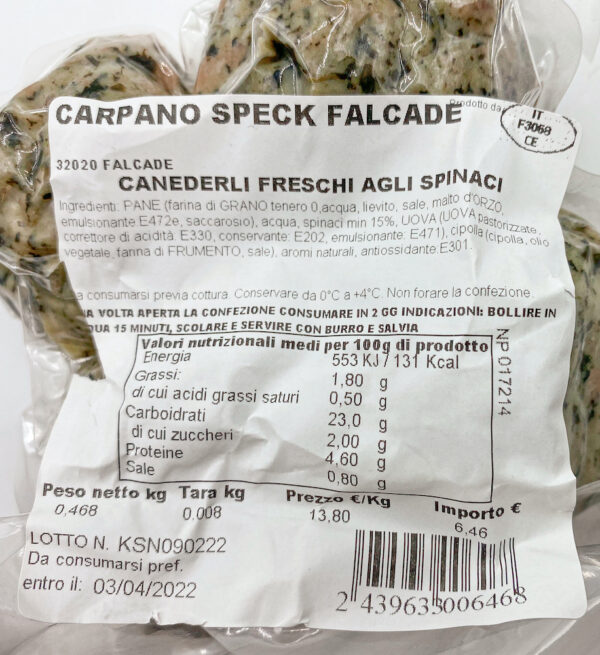 CARPANO SPECK FALCADE
Prodotto da
IT
F3068
CE
32020 FALCADE
CANEDERLI FRESCHI AGLI SPINACI
Ingredienti: PANE (farina di GRANO tenero 0,acqua, lievito, sale, malto d'ORZO,
emulsionante E472e, saccarosio), acqua, spinaci min 15%, UOVA (UOVA pastorizzate,
correttore di acidità. E330, conservante: E202, emulsionante: E471), cipolla (cipolla, olio
vegetale, farina di FRUMENTO, sale), aromi naturali, antiossidante:E301.
a consumarsi previa cottura. Conservare da 0°C a +4°C. Non forare la confezione.
A VOLTA APERTA LA CONFEZIONE CONSUMARE IN 2 GG INDICAZIONI: BOLLIRE IN
QUA 15 MINUTI, SCOLARE E SERVIRE CON BURRO E SALVIA
Valori nutrizionali medi per 100g di prodotto
Energia 553 KJ / 131 Kcal
Grassi: 1,80 g
di cui acidi grassi saturi 0,50 g
Carboidrati 23,0 g
di cui zuccheri 2,00 g
Proteine 4,60 g
Sale 0,80 g
NP 017214
Peso netto kg Tara kg Prezzo €/Kg Importo €
0,468 0,008 13,80 6,46
LOTTO N. KSN090222
Da consumarsi pref.
entro il: 03/04/2022
2 439633006468